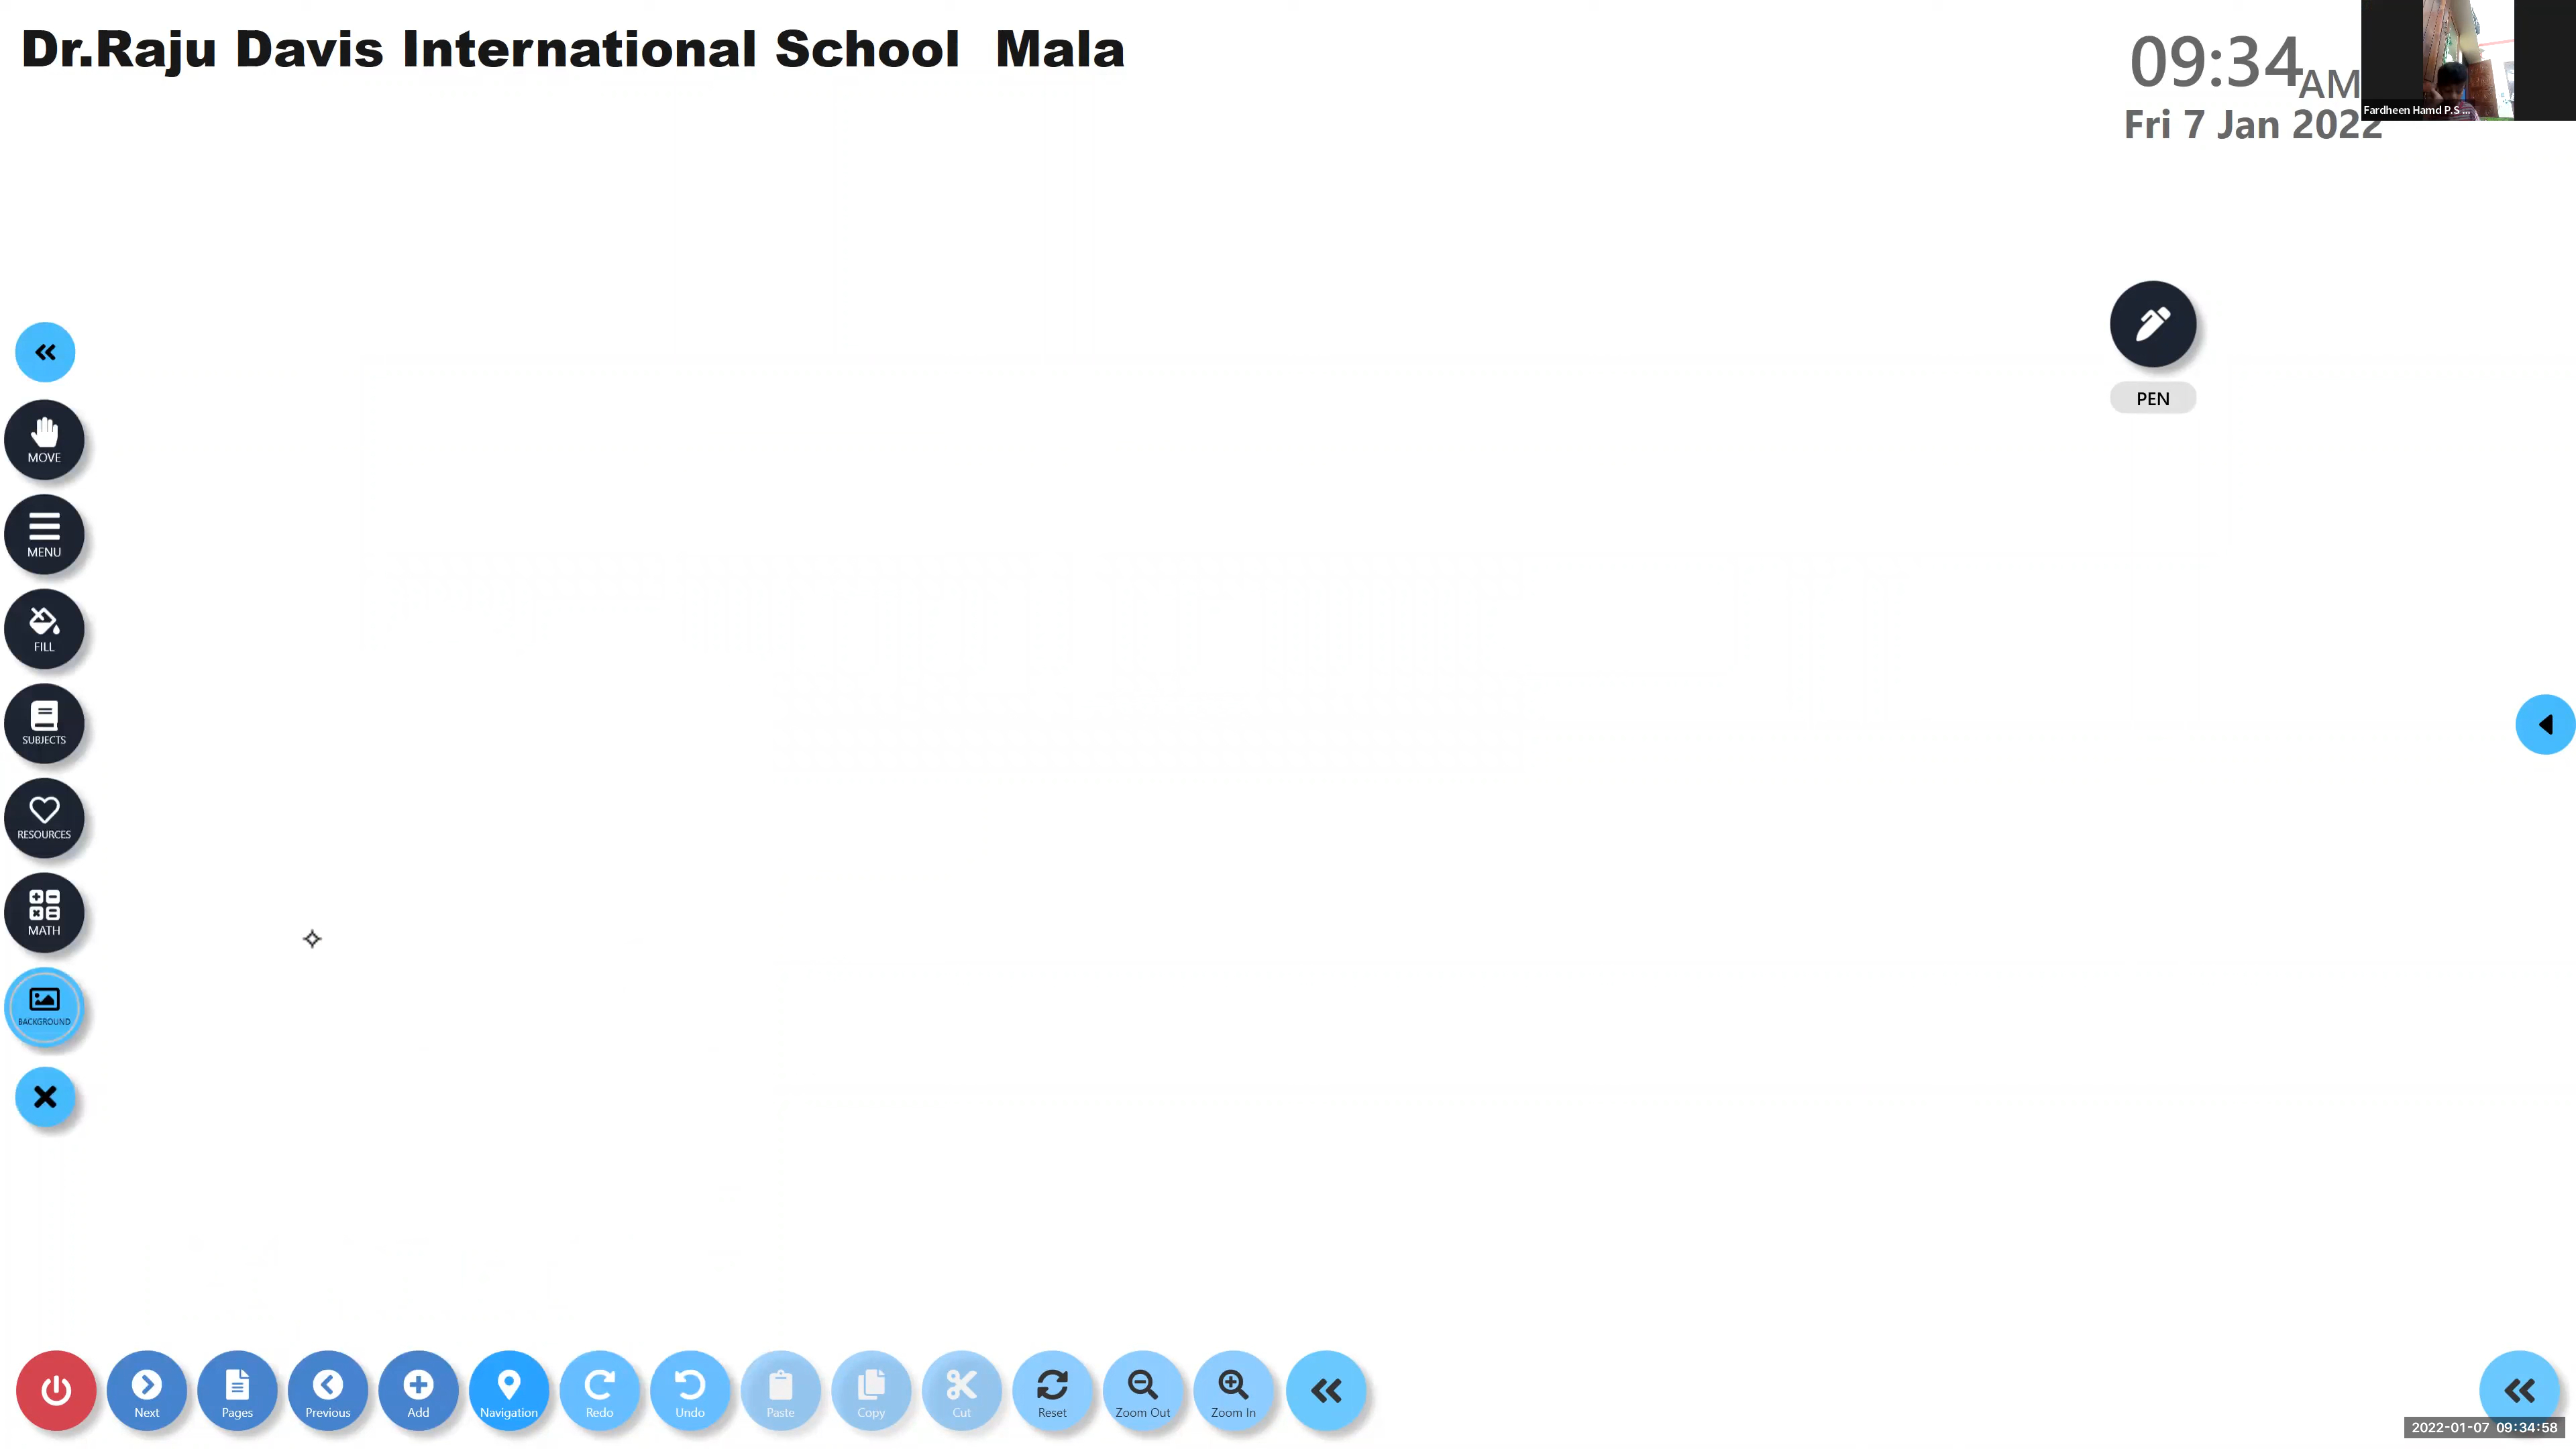 Dr.Raju Davis International School  Mala
09:34 AM
Fri 7 Jan 2022
Fardheen Hamd P.S ...
PEN
MOVE
MENU
FILL
SUBJECTS
RESOURCES
MATH
BACKGROUND
Next
Pages
Previous
Add
Navigation
Redo
Undo
Paste
Copy
Cut
Reset
Zoom Out
Zoom In
2022-01-07 09:34:58